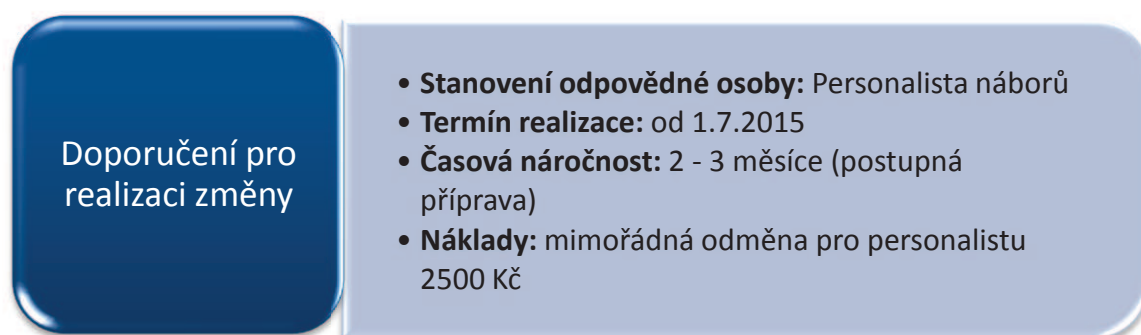 Doporučení pro
realizaci změny
• Stanovení odpovědné osoby: Personalista náborů
• Termín realizace: od 1.7.2015
• Časová náročnost: 2 - 3 měsíce (postupná
příprava)
• Náklady: mimořádná odměna pro personalistu
2500 Kč